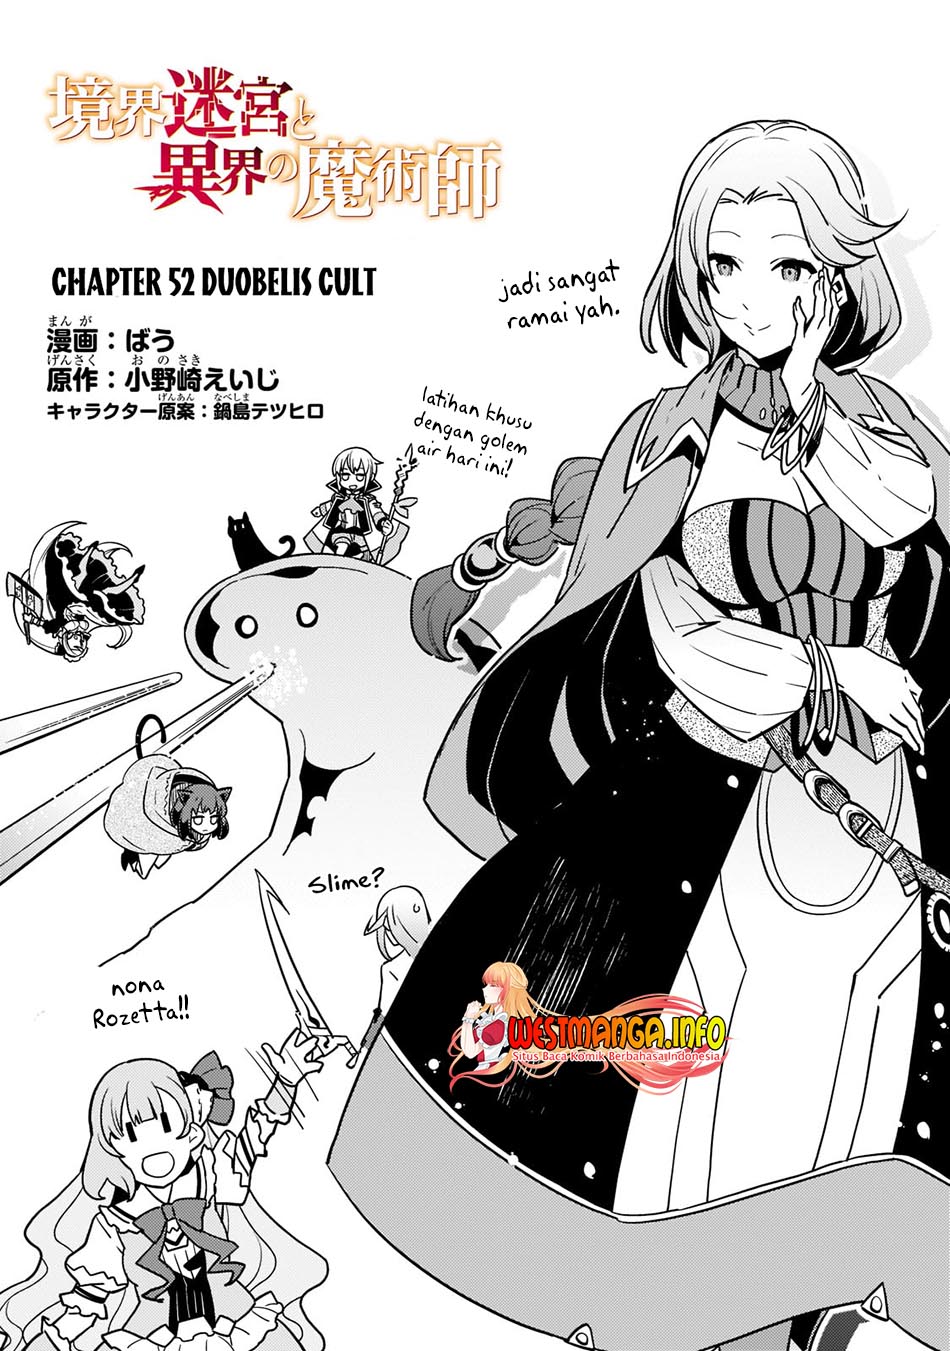 境界迷宮と
異界の魔術師
CHAPTER 52 DUOBELIS CULT
まんが
漫画：ばう
げんさく おのさき
原作：小野崎えいじ
げんあん なべしま
キャラクター原案：鍋島テツヒロ
jadi sangat
ramai yah.
latihan khusu
dengan golem
air hari ini!
Slime?
nona
Rozetta!!
WESTMANGA.INFO
Situs Baca Komik Berbahasa Indonesia